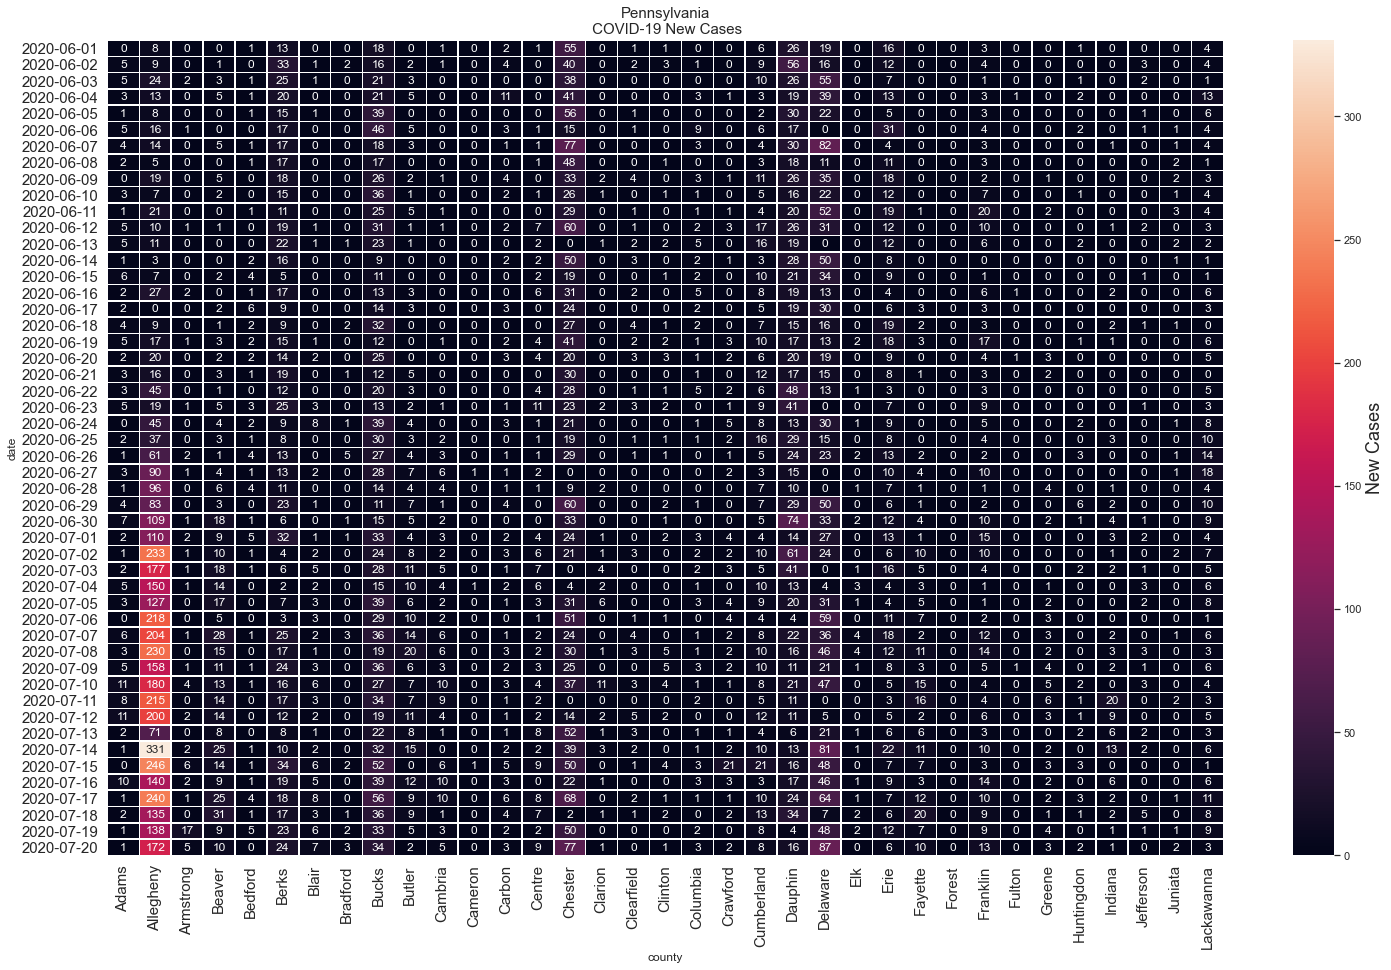 Pennsylvania
COVID-19 New Cases
2020-06-01 0 8 0 0 1 13 0 0 18 0 1 0 2 1 55 0 1 1 0 0 6 26 19 0 16 0 0 3 0 0 1 0 0 0 4
2020-06-02 5 9 0 1 0 33 1 2 16 2 1 0 4 0 40 0 2 3 1 0 9 56 16 0 12 0 0 4 0 0 0 0 3 0 4
2020-06-03 5 24 2 3 1 25 1 0 21 3 0 0 0 0 38 0 0 0 0 0 10 26 55 0 7 0 0 1 0 0 1 0 2 0 1
2020-06-04 3 13 0 5 1 20 0 0 21 5 0 0 11 0 41 0 0 0 3 1 3 19 39 0 13 0 0 3 1 0 2 0 0 0 13
2020-06-05 1 8 0 0 1 15 1 0 39 0 0 0 0 0 56 0 1 0 0 0 2 30 22 0 5 0 0 3 0 0 0 0 1 0 6
2020-06-06 5 16 1 0 0 17 0 0 46 5 0 0 3 1 15 0 1 0 9 0 6 17 0 0 31 0 0 4 0 0 2 0 1 1 4
2020-06-07 4 14 0 5 1 17 0 0 18 3 0 0 1 1 77 0 0 0 3 0 4 30 82 0 4 0 0 3 0 0 0 1 0 1 4
2020-06-08 2 5 0 0 1 17 0 0 17 0 0 0 0 1 48 0 0 1 0 0 3 18 11 0 11 0 0 3 0 0 0 0 0 2 1
2020-06-09 0 19 0 5 0 18 0 0 26 2 1 0 4 0 33 2 4 0 3 1 11 26 35 0 18 0 0 2 0 1 0 0 0 2 3
2020-06-10 3 7 0 2 0 15 0 0 36 1 0 0 2 1 26 1 0 1 1 0 5 16 22 0 12 0 0 7 0 0 1 0 0 1 4
2020-06-11 1 21 0 0 1 11 0 0 25 5 1 0 0 0 29 0 1 0 1 1 4 20 52 0 19 1 0 20 0 2 0 0 0 3 4
2020-06-12 5 10 1 1 0 19 1 0 31 1 1 0 2 7 60 0 1 0 2 3 17 26 31 0 12 0 0 10 0 0 0 1 2 0 3
2020-06-13 5 11 0 0 0 22 1 1 23 1 0 0 0 2 0 1 2 2 5 0 16 19 0 0 12 0 0 6 0 0 2 0 0 2 2
2020-06-14 1 3 0 0 2 16 0 0 9 0 0 0 2 2 50 0 3 0 2 1 3 28 50 0 8 0 0 0 0 0 0 0 0 1 1
2020-06-15 6 7 0 2 4 5 0 0 11 0 0 0 0 2 19 0 0 1 2 0 10 21 34 0 9 0 0 1 0 0 0 0 1 0 1
2020-06-16 2 27 2 0 1 17 0 0 13 3 0 0 0 6 31 0 2 0 5 0 8 19 13 0 4 0 0 6 1 0 0 2 0 0 6
2020-06-17 2 0 0 2 6 9 0 0 14 3 0 0 3 0 24 0 0 0 2 0 5 19 30 0 6 3 0 3 0 0 0 0 0 0 3
2020-06-18 4 9 0 1 2 9 0 2 32 0 0 0 0 0 27 0 4 1 2 0 7 15 16 0 19 2 0 3 0 0 0 2 1 1 0
2020-06-19 5 17 1 3 2 15 1 0 12 0 1 0 2 4 41 0 2 2 1 3 10 17 13 2 18 3 0 17 0 0 1 1 0 0 6
2020-06-20 2 20 0 2 2 14 2 0 25 0 0 0 3 4 20 0 3 3 0 2 6 20 19 0 9 0 0 4 1 3 0 0 0 0 5
2020-06-21 3 16 0 3 1 19 0 1 12 5 0 0 0 0 30 0 0 0 1 0 12 17 15 0 8 1 0 3 0 2 0 0 0 0 0
2020-06-22 3 45 0 1 0 12 0 0 20 3 0 0 0 4 28 0 1 1 5 2 6 48 13 1 3 0 0 3 0 0 0 0 0 0 5
2020-06-23 5 19 1 5 3 25 3 0 13 2 1 0 1 11 23 2 3 2 0 1 9 41 0 0 7 0 0 9 0 0 0 0 1 0 3
2020-06-24 0 45 0 4 2 9 8 1 39 4 0 0 3 1 21 0 0 0 1 5 8 13 30 1 9 0 0 5 0 0 2 0 0 1 8
2020-06-25 2 37 0 3 1 8 0 0 30 3 2 0 0 1 19 0 1 1 1 2 16 29 15 0 8 0 0 4 0 0 0 3 0 0 10
2020-06-26 1 61 2 1 4 13 0 5 27 4 3 0 1 1 29 0 1 0 0 1 5 24 23 2 13 2 0 2 0 0 3 0 0 1 14
2020-06-27 3 90 1 4 1 13 2 0 28 7 6 1 1 2 0 0 0 0 0 2 3 15 0 0 10 4 0 10 0 0 0 0 0 1 18
2020-06-28 1 96 0 6 4 11 0 0 14 4 4 0 1 1 9 2 0 0 0 0 7 10 0 1 7 1 0 1 0 4 0 1 0 0 4
2020-06-29 4 83 0 3 0 23 1 0 11 7 1 0 4 0 60 0 0 2 1 0 7 29 50 0 6 1 0 2 0 0 6 2 0 0 10
2020-06-30 7 109 1 18 1 6 0 1 15 5 2 0 0 0 33 0 0 1 0 0 5 74 33 2 12 4 0 10 0 2 1 4 1 0 9
2020-07-01 2 110 2 9 5 32 1 1 33 4 3 0 2 4 24 1 0 2 3 4 4 14 27 0 13 1 0 15 0 0 0 3 2 0 4
2020-07-02 1 233 1 10 1 4 2 0 24 8 2 0 3 6 21 1 3 0 2 2 10 61 24 0 6 10 0 10 0 0 1 0 0 2 7
2020-07-03 2 177 1 18 1 6 5 0 28 11 5 0 1 7 0 4 0 0 2 3 5 41 0 1 16 5 0 4 0 0 2 2 1 0 5
2020-07-04 5 150 1 14 0 2 2 0 15 10 4 1 2 6 4 2 0 0 1 0 10 13 4 3 4 3 0 1 0 1 0 0 3 0 6
2020-07-05 3 127 0 17 0 7 3 0 39 6 2 0 1 3 31 6 0 0 3 4 9 20 31 1 4 5 0 1 0 2 0 0 2 0 8
2020-07-06 0 218 0 5 0 3 3 0 29 10 2 0 0 1 51 0 1 1 0 4 4 4 59 0 11 7 0 2 0 3 0 0 0 0 3
2020-07-07 6 204 1 28 1 25 2 3 36 14 6 0 1 2 24 0 4 0 1 2 8 22 36 4 18 2 0 12 0 3 0 2 0 1 6
2020-07-08 3 230 0 15 0 17 1 0 19 20 6 0 3 2 30 1 3 5 1 2 10 16 46 4 12 11 0 14 0 2 0 3 3 0 3
2020-07-09 5 158 1 11 1 24 3 0 36 6 3 0 2 3 25 0 0 5 3 2 10 11 21 1 8 3 0 5 1 4 0 2 1 0 6
2020-07-10 11 180 4 13 1 16 6 0 27 7 10 0 3 4 37 11 3 4 1 1 8 21 47 0 5 15 0 4 0 5 2 0 3 0 4
2020-07-11 8 215 0 14 0 17 3 0 34 7 9 0 1 2 0 0 0 0 2 0 5 11 0 0 3 16 0 4 0 6 1 20 0 2 3
2020-07-12 11 200 2 14 0 12 2 0 19 11 4 0 1 2 14 2 5 2 0 0 12 11 5 0 5 2 0 6 0 3 1 9 0 0 5
2020-07-13 2 71 0 8 0 8 1 0 22 8 1 0 1 8 52 1 3 0 1 1 4 6 21 1 6 6 0 3 0 3 0 6 2 0 3
2020-07-14 1 331 2 25 1 10 2 0 32 15 0 0 2 2 39 3 2 0 1 2 10 13 81 1 22 11 0 10 0 2 0 13 2 0 6
2020-07-15 0 246 6 14 1 34 6 2 52 0 6 1 5 9 50 0 1 4 3 21 21 16 48 0 7 7 0 3 0 3 3 4 0 0 1
2020-07-16 10 140 2 9 1 19 5 0 39 12 10 0 3 0 22 1 0 0 3 3 3 17 46 1 9 3 0 14 0 2 0 6 0 0 6
2020-07-17 1 240 1 25 4 18 8 0 56 9 10 0 6 8 68 0 2 1 1 1 10 24 64 1 7 12 0 10 0 2 3 2 0 1 11
2020-07-18 2 135 0 31 1 17 3 1 36 9 1 0 4 7 2 1 1 2 0 2 13 34 7 2 6 20 0 9 0 0 1 2 5 0 8
2020-07-19 1 138 17 9 5 23 6 2 33 5 3 0 2 2 50 0 0 0 0 2 8 4 48 2 12 7 0 9 0 4 0 1 1 1 9
2020-07-20 1 172 5 10 0 24 7 3 34 2 5 0 3 9 77 1 0 1 3 2 8 16 87 0 6 10 0 13 0 3 2 1 0 2 3
date
Adams Allegheny Armstrong Beaver Bedford Berks Blair Bradford Bucks Butler Cambria Cameron Carbon Centre Chester Clarion Clearfield Clinton Columbia Crawford Cumberland Dauphin Delaware Elk Erie Fayette Forest Franklin Fulton Greene Huntingdon Indiana Jefferson Juniata Lackawanna
county
300
250
200
150
100
50
0
New Cases